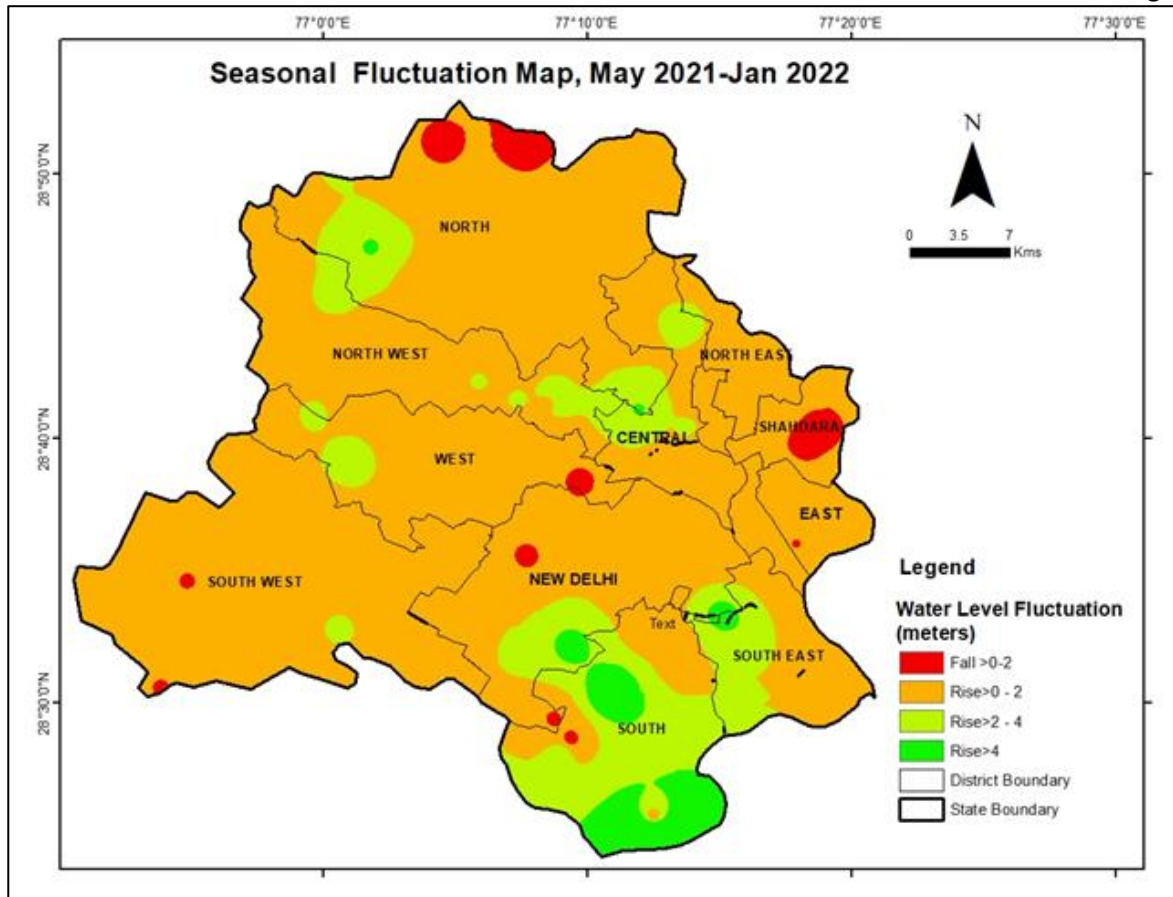 g
77°0'0"E 77°10'0"E 77°20'0"E 77°30'0"E
Seasonal Fluctuation Map, May 2021-Jan 2022
N
0 3.5 7
Kms
28°50'0"N
NORTH
NORTH WEST
NORTH EAST
28°40'0"N
SHAHDARA
CENTRAL
WEST
EAST
SOUTH WEST
NEW DELHI
Text
SOUTH EAST
28°30'0"N
SOUTH
Legend
Water Level Fluctuation
(meters)
Fall >0-2
Rise>0 - 2
Rise>2 - 4
Rise>4
District Boundary
State Boundary